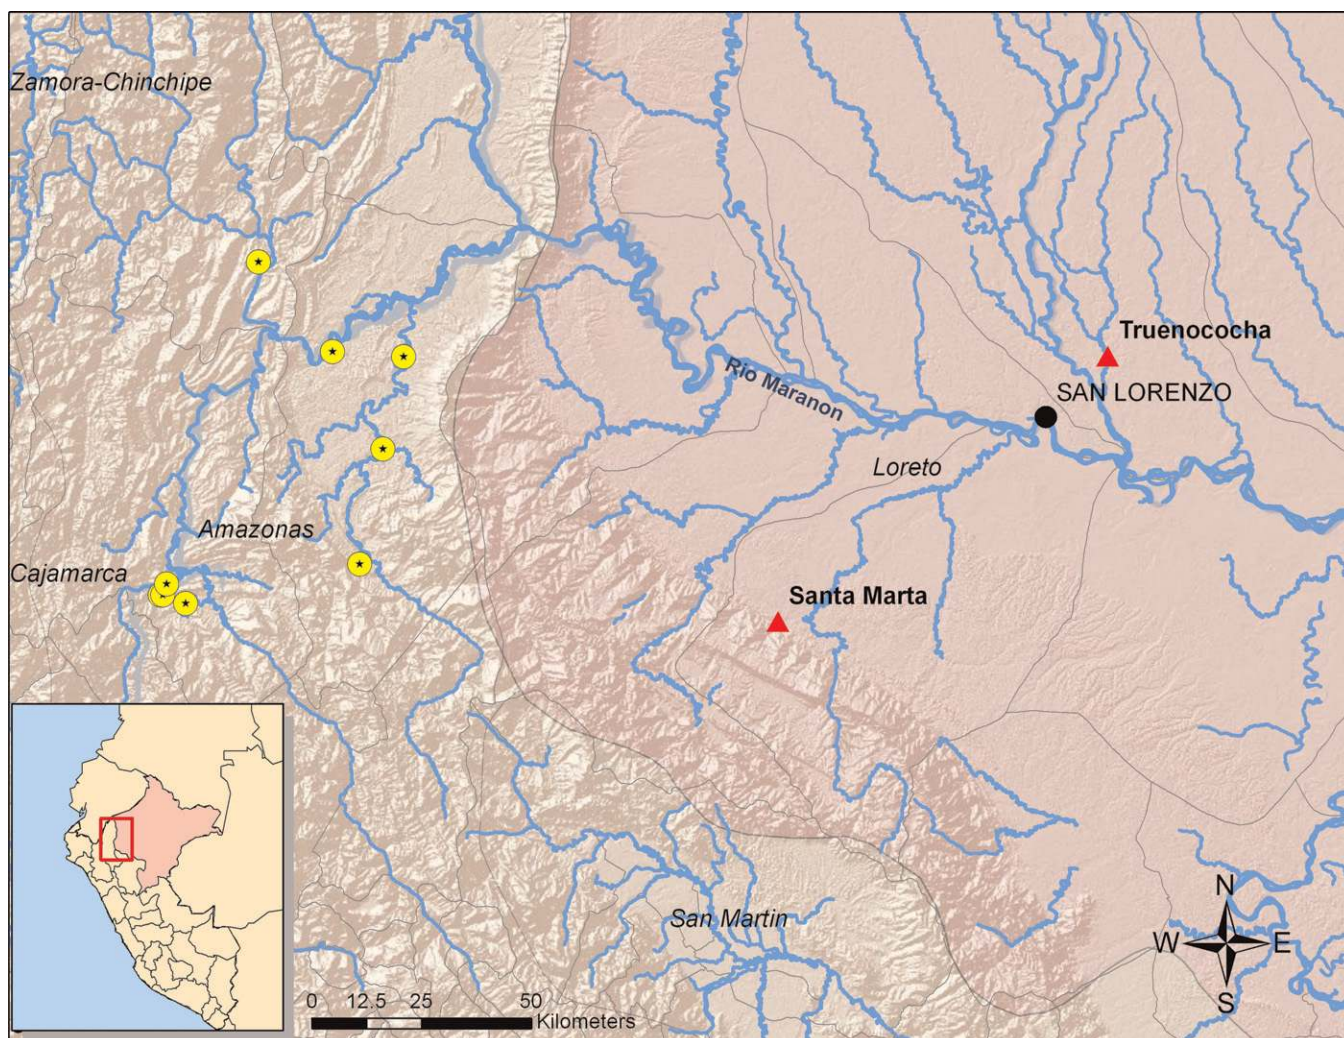 Zamora-Chinchipe
Truenococha
Rio Maranon
SAN LORENZO
Loreto
Amazonas
Cajamarca
Santa Marta
San Martin
N
W E
S
0 12.5 25 50
Kilometers